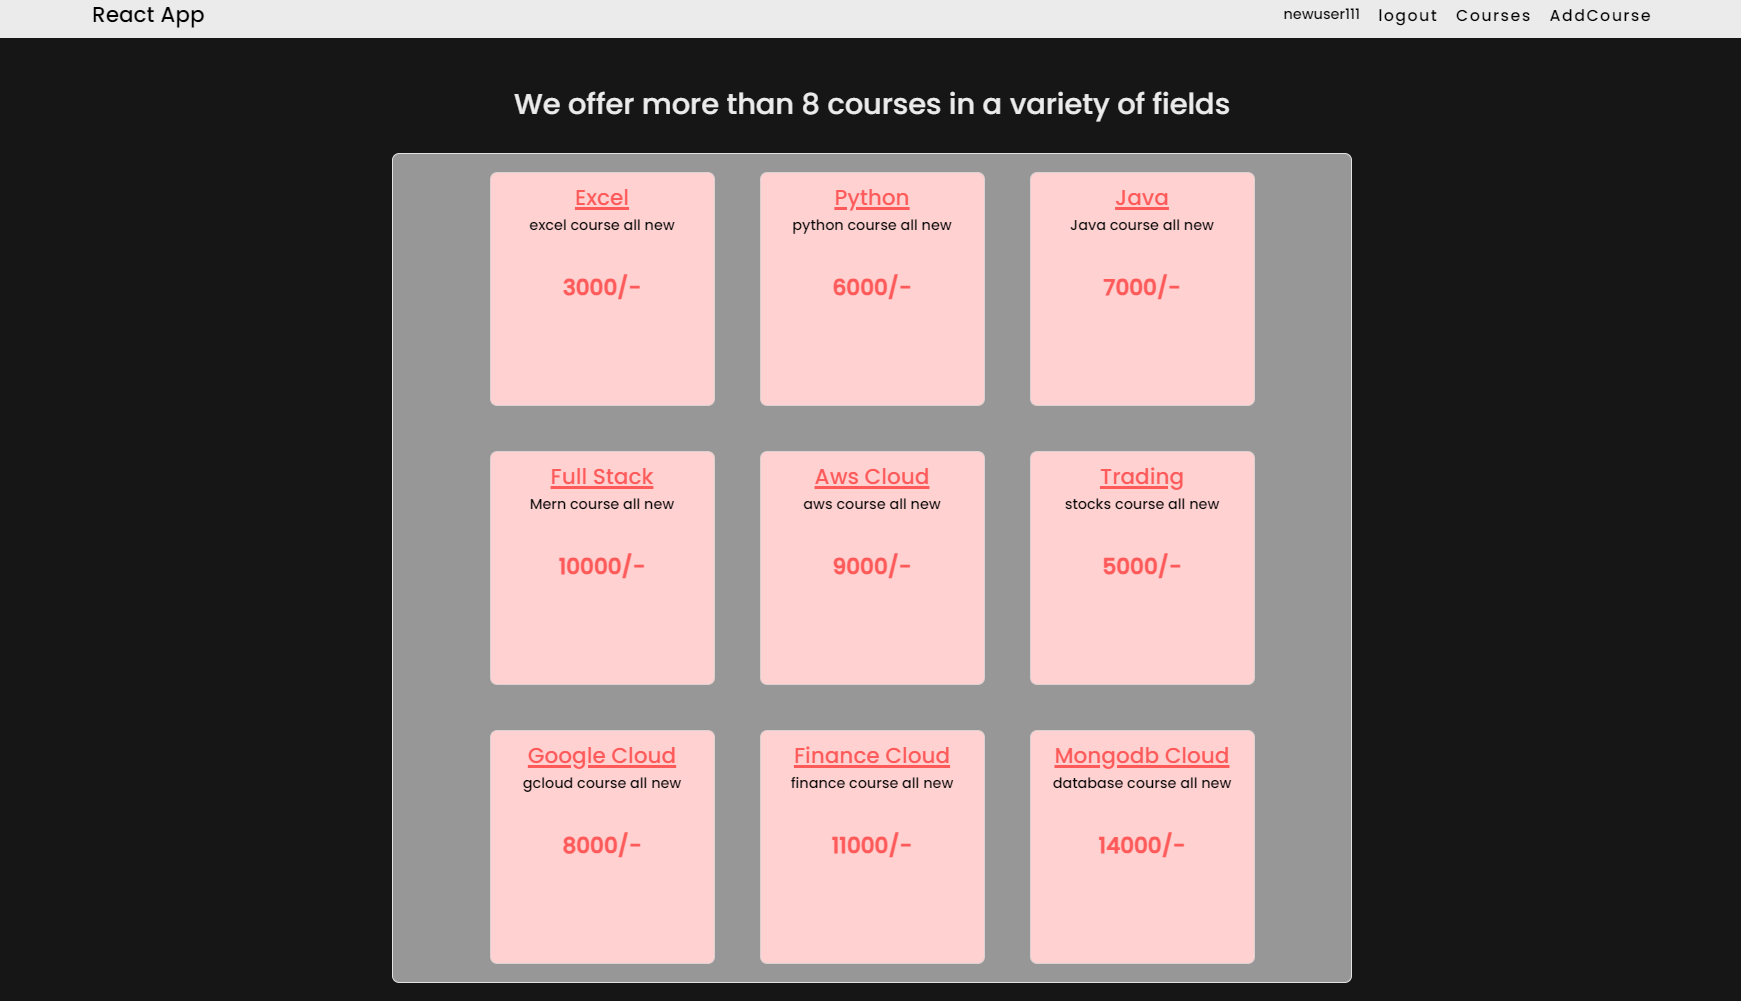 React App
newuser111 logout Courses AddCourse
We offer more than 8 courses in a variety of fields
Excel
excel course all new
3000/-
Python
python course all new
6000/-
Java
Java course all new
7000/-
Full Stack
Mern course all new
10000/-
Aws Cloud
aws course all new
9000/-
Trading
stocks course all new
5000/-
Google Cloud
gcloud course all new
8000/-
Finance Cloud
finance course all new
11000/-
Mongodb Cloud
database course all new
14000/-